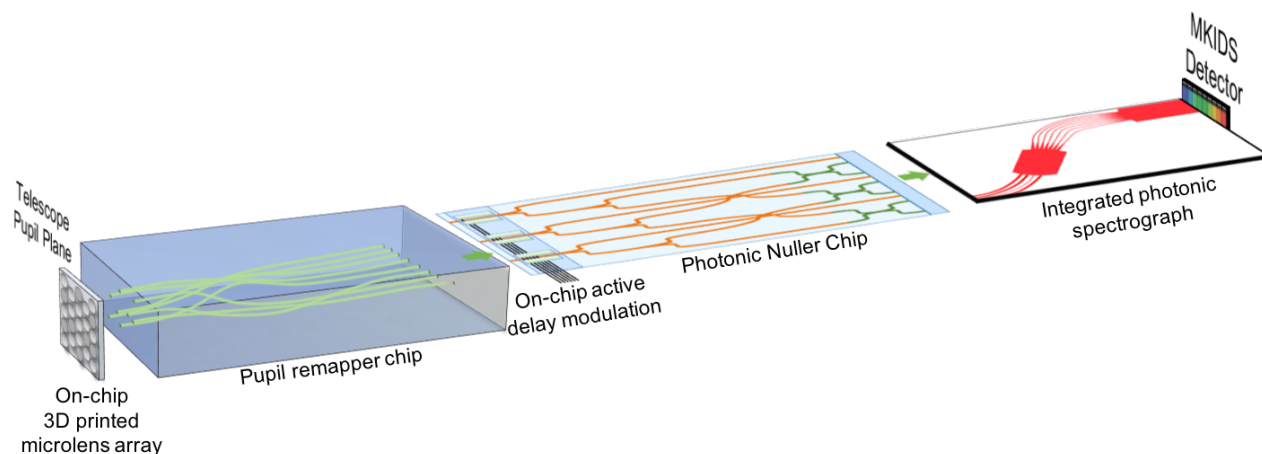 Telescope
Pupil Plane
On-chip
3D printed
microlens array
Pupil remapper chip
On-chip active
delay modulation
Photonic Nuller Chip
Integrated photonic
spectrograph
MKIDS
Detector